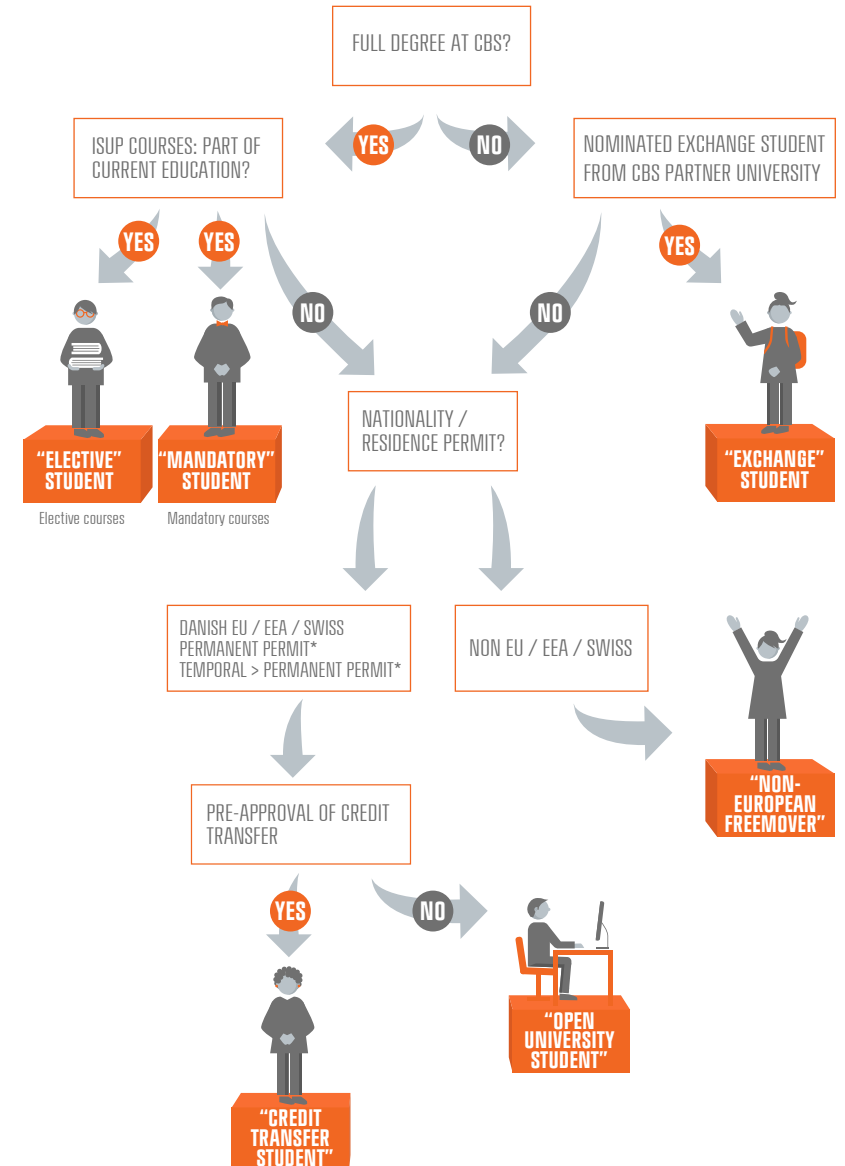 FULL DEGREE AT CBS?
ISUP COURSES: PART OF
CURRENT EDUCATION?
YES
NO
NOMINATED EXCHANGE STUDENT
FROM CBS PARTNER UNIVERSITY
YES
YES
NO
NO
YES
"ELECTIVE"
STUDENT
Elective courses
"MANDATORY"
STUDENT
Mandatory courses
NATIONALITY /
RESIDENCE PERMIT?
"EXCHANGE"
STUDENT
DANISH EU / EEA / SWISS
PERMANENT PERMIT*
TEMPORAL > PERMANENT PERMIT*
NON EU / EEA / SWISS
"NON-
EUROPEAN
FREEMOVER"
PRE-APPROVAL OF CREDIT
TRANSFER
YES
NO
"OPEN
UNIVERSITY
STUDENT"
"CREDIT
TRANSFER
STUDENT"